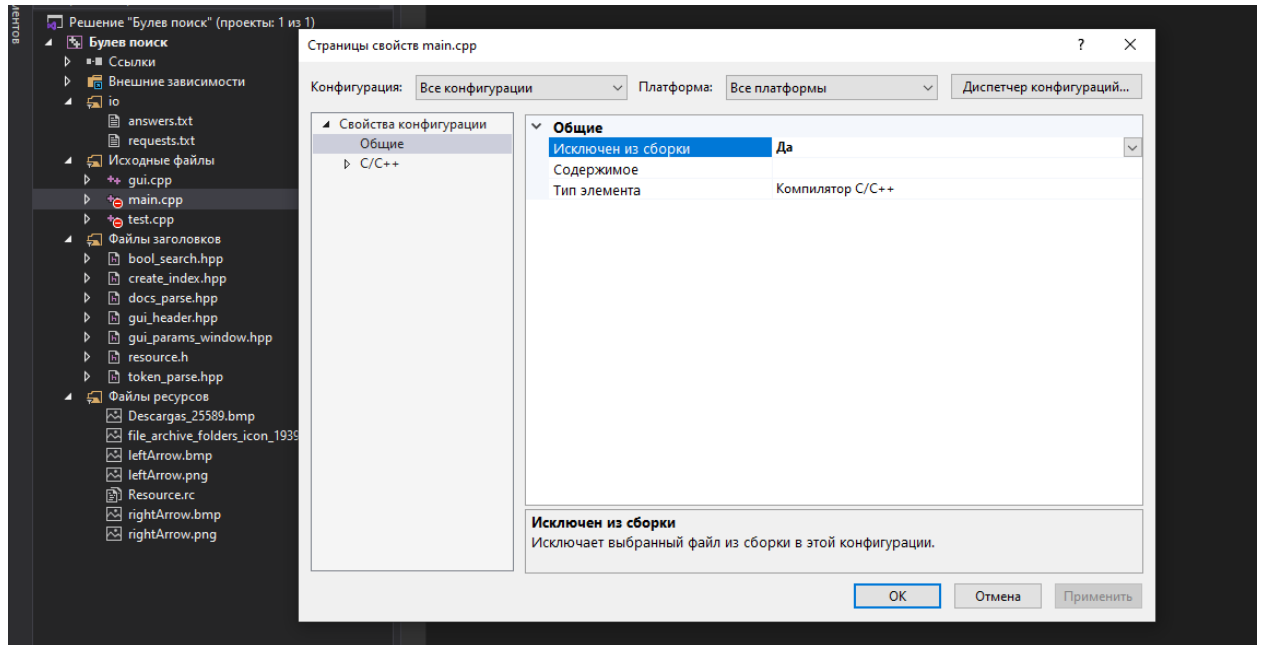 ментов
Решение "Булев поиск" (проекты: 1 из 1)
Булев поиск
Ссылки
Внешние зависимости
io
answers.txt
requests.txt
Исходные файлы
gui.cpp
main.cpp
test.cpp
Файлы заголовков
bool_search.hpp
create_index.hpp
docs_parse.hpp
gui_header.hpp
gui_params_window.hpp
resource.h
token_parse.hpp
Файлы ресурсов
Descargas_25589.bmp
file_archive_folders_icon_1939
leftArrow.bmp
leftArrow.png
Resource.rc
rightArrow.bmp
rightArrow.png
Страницы свойств main.cpp ?
Конфигурация: Все конфигурации Платформа: Все платформы Диспетчер конфигураций...
Свойства конфигурации
Общие
C/C++
Общие
Исключен из сборки Да
Содержимое
Тип элемента Компилятор C/C++
Исключен из сборки
Исключает выбранный файл из сборки в этой конфигурации.
ОК Отмена Применить